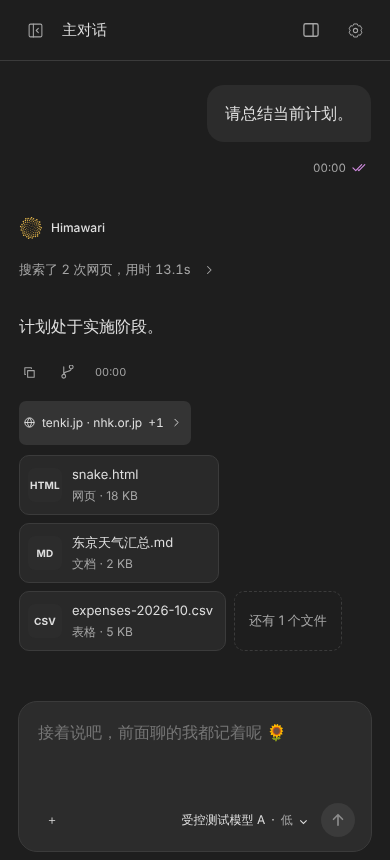 主对话
请总结当前计划。
00:00
Himawari
搜索了 2 次网页，用时 13.1s
计划处于实施阶段。
00:00
tenki.jp · nhk.or.jp +1
HTML
snake.html
网页 · 18 KB
MD
东京天气汇总.md
文档 · 2 KB
CSV
expenses-2026-10.csv
表格 · 5 KB
还有 1 个文件
接着说吧，前面聊的我都记着呢 🌻
+
受控测试模型 A · 低